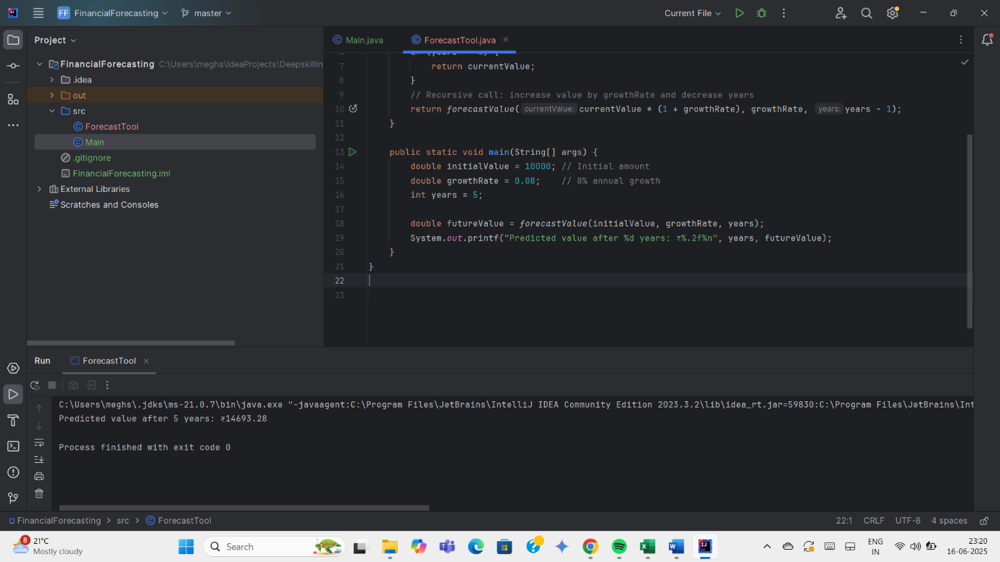 FF FinancialForecasting master Current File
Project
Main.java ForecastTool.java
FinancialForecasting C:\Users\meghs\IdeaProjects\Deepskillin
.idea
out
src
ForecastTool
Main
.gitignore
FinancialForecasting.iml
External Libraries
Scratches and Consoles
7 return currentValue;
8 }
9 // Recursive call: increase value by growthRate and decrease years
10 return forecastValue( currentValue: currentValue * (1 + growthRate), growthRate, years: years - 1);
11 }
12
13 public static void main(String[] args) {
14 double initialValue = 10000; // Initial amount
15 double growthRate = 0.08; // 8% annual growth
16 int years = 5;
17
18 double futureValue = forecastValue(initialValue, growthRate, years);
19 System.out.printf("Predicted value after %d years: ₹%.2f%n", years, futureValue);
20 }
21 }
22
23
Run ForecastTool
C:\Users\meghs\.jdks\ms-21.0.7\bin\java.exe "-javaagent:C:\Program Files\JetBrains\IntelliJ IDEA Community Edition 2023.3.2\lib\idea_rt.jar=59830:C:\Program Files\JetBrains\Int
Predicted value after 5 years: ₹14693.28
Process finished with exit code 0
FinancialForecasting > src > ForecastTool 22:1 CRLF UTF-8 4 spaces
8 21°C
Mostly cloudy
Search
ENG
IN
23:20
16-06-2025